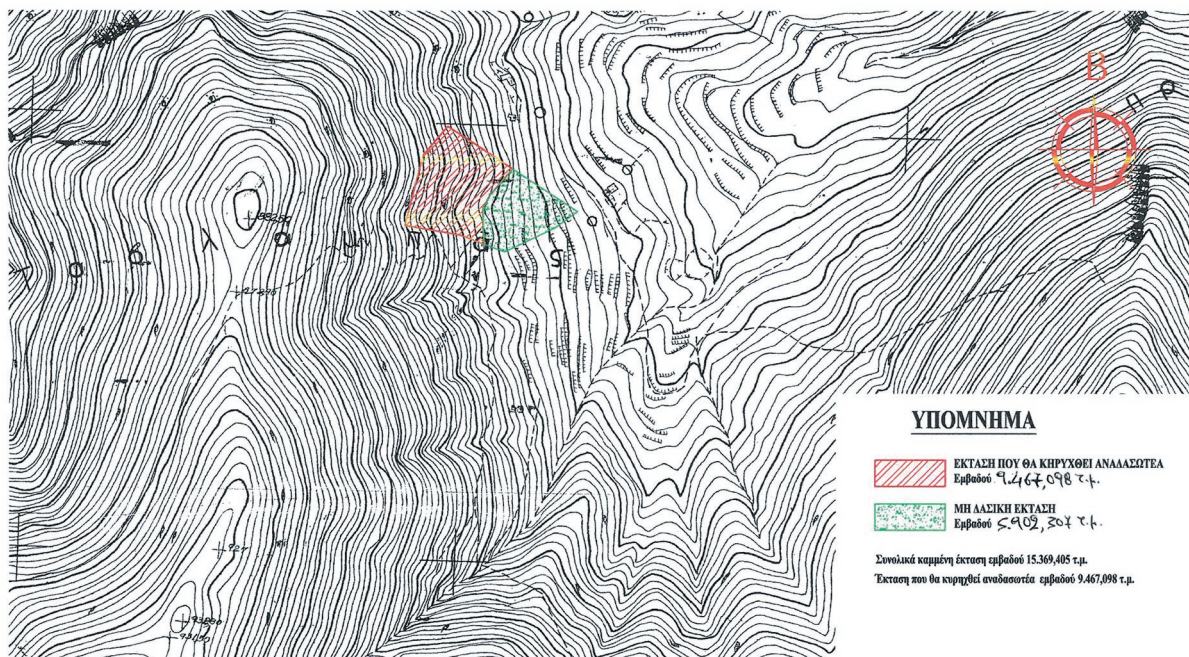 Β
ΥΠΟΜΝΗΜΑ
ΕΚΤΑΣΗ ΠΟΥ ΘΑ ΚΗΡΥΧΘΕΙ ΑΝΑΔΑΣΩΤΕΑ
Εμβαδού 9.467,098 τ.μ.
ΜΗ ΔΑΣΙΚΗ ΕΚΤΑΣΗ
Εμβαδού 5.902,307 τ.μ.
Συνολικά καμμένη έκταση εμβαδού 15.369,405 τ.μ.
Έκταση που θα κυρηχθεί αναδασωτέα εμβαδού 9.467,098 τ.μ.